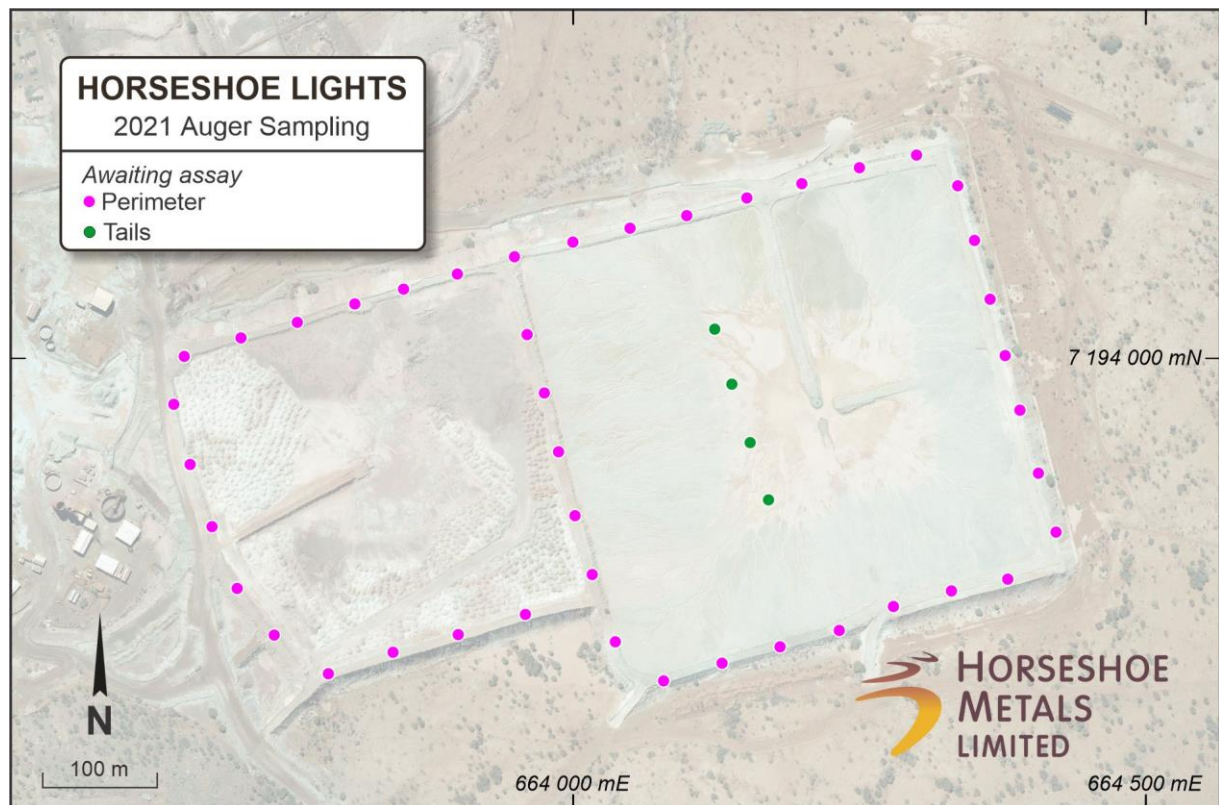 HORSESHOE LIGHTS
2021 Auger Sampling
Awaiting assay
Perimeter
Tails
7 194 000 mN
N
100 m
664 000 mE
664 500 mE
HORSESHOE
METALS
LIMITED